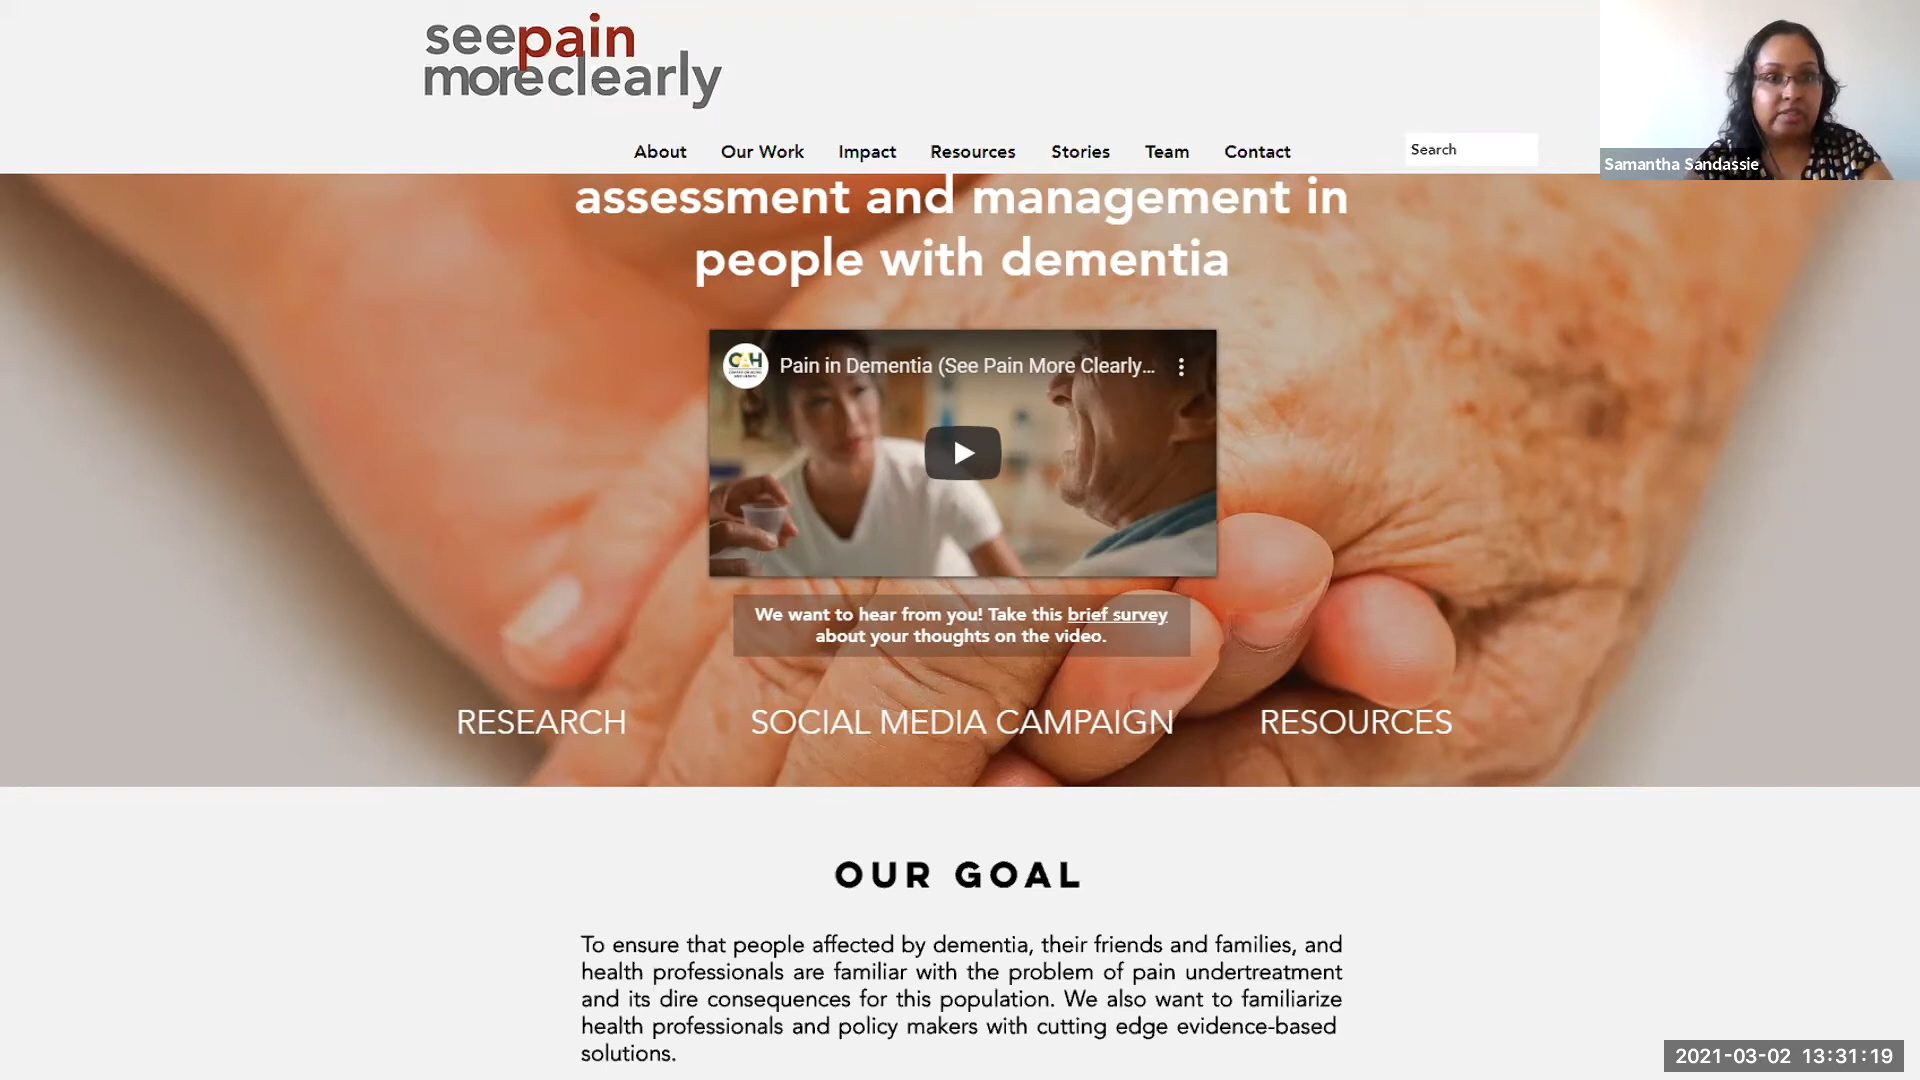 seepain
moreclearly
About Our Work Impact Resources Stories Team Contact
Search
Samantha Sandassie
assessment and management in
people with dementia
CAH
Pain in Dementia (See Pain More Clearly...
We want to hear from you! Take this brief survey
about your thoughts on the video.
RESEARCH SOCIAL MEDIA CAMPAIGN RESOURCES
OUR GOAL
To ensure that people affected by dementia, their friends and families, and
health professionals are familiar with the problem of pain undertreatment
and its dire consequences for this population. We also want to familiarize
health professionals and policy makers with cutting edge evidence-based
solutions.
2021-03-02 13:31:19